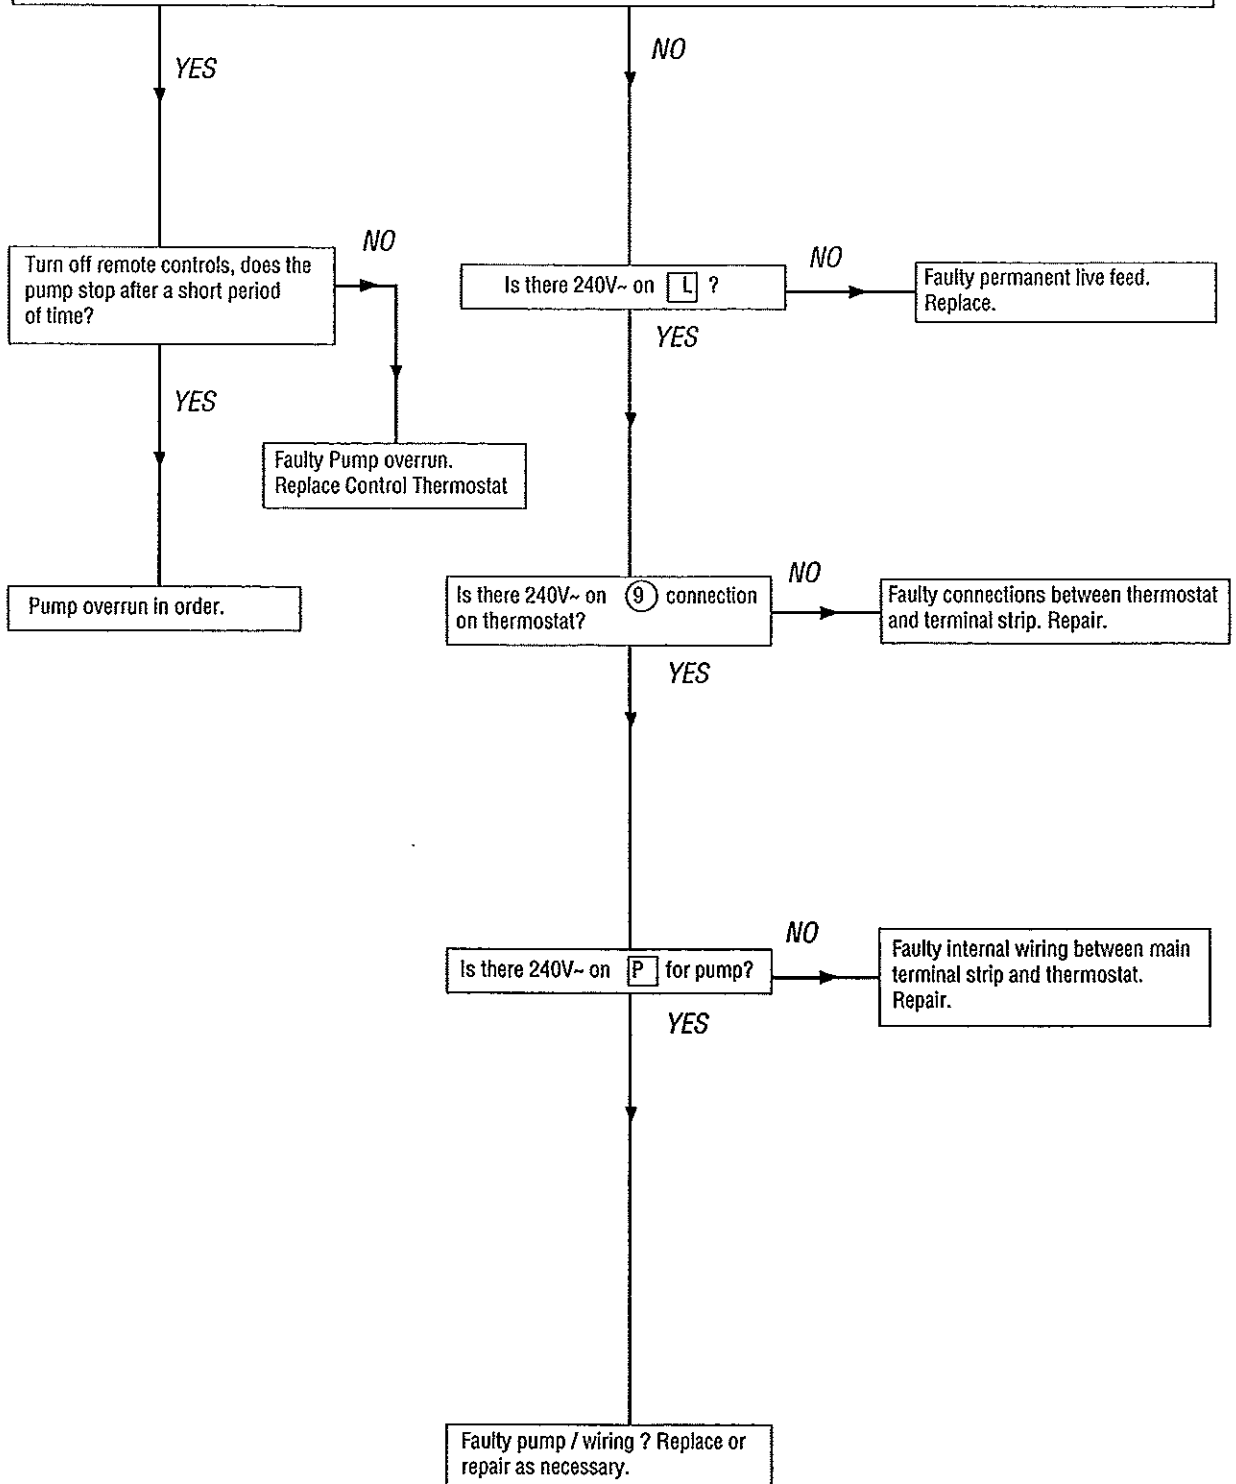 YES
NO
Turn off remote controls, does the
pump stop after a short period
of time?
NO
YES
Faulty Pump overrun.
Replace Control Thermostat
Pump overrun in order.
Is there 240V~ on L ?
NO
Faulty permanent live feed.
Replace.
YES
Is there 240V~ on 9 connection
on thermostat?
NO
Faulty connections between thermostat
and terminal strip. Repair.
YES
Is there 240V~ on P for pump?
NO
Faulty internal wiring between main
terminal strip and thermostat.
Repair.
YES
Faulty pump / wiring ? Replace or
repair as necessary.